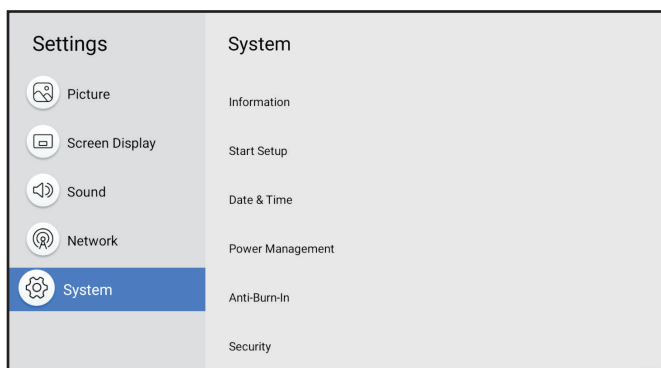 Settings
Picture
Screen Display
Sound
Network
System
System
Information
Start Setup
Date & Time
Power Management
Anti-Burn-In
Security